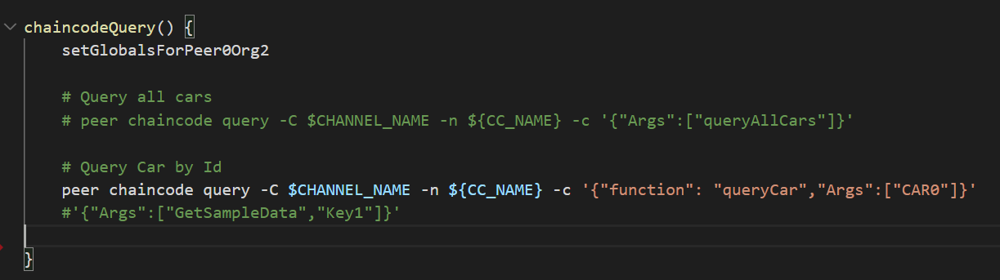 chaincodeQuery() {
    setGlobalsForPeer0Org2

    # Query all cars
    # peer chaincode query -C $CHANNEL_NAME -n ${CC_NAME} -c '{"Args":["queryAllCars"]}'

    # Query Car by Id
    peer chaincode query -C $CHANNEL_NAME -n ${CC_NAME} -c '{"function": "queryCar","Args":["CAR0"]}'
    #'{"Args":["GetSampleData","Key1"]}'

}